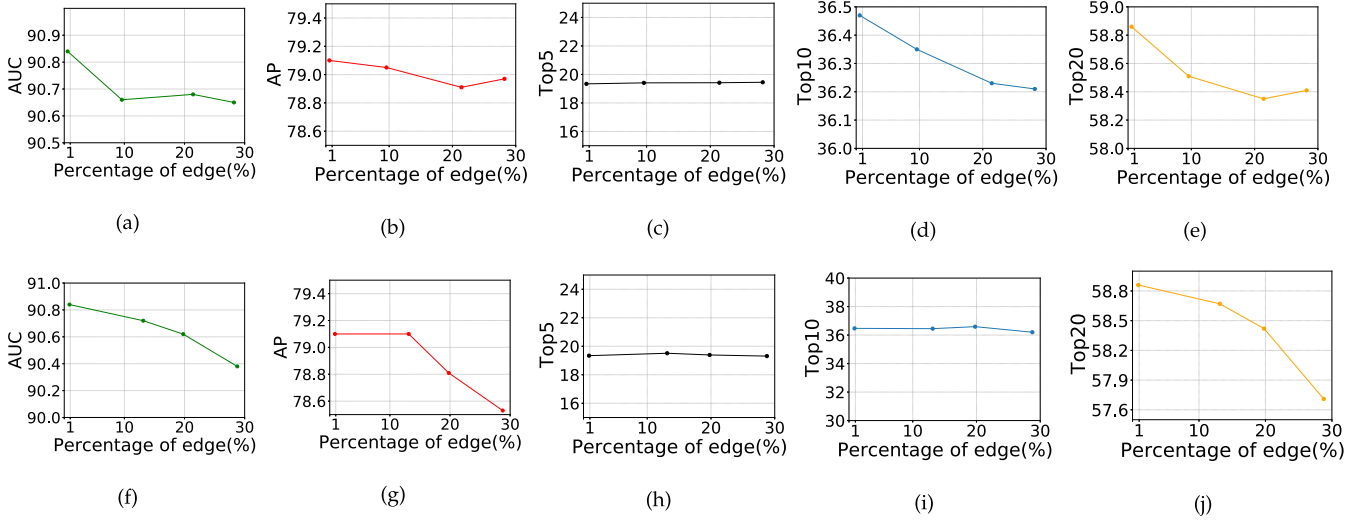 AUC
90.9
90.8
90.7
90.6
90.5
1 10 20 30
Percentage of edge(%)
(a)
AP
79.4
79.2
79.0
78.8
78.6
1 10 20 30
Percentage of edge(%)
(b)
Top5
24
22
20
18
16
1 10 20 30
Percentage of edge(%)
(c)
Top10
36.5
36.4
36.3
36.2
36.1
36.0
1 10 20 30
Percentage of edge(%)
(d)
Top20
59.0
58.8
58.6
58.4
58.2
58.0
1 10 20 30
Percentage of edge(%)
(e)
AUC
91.0
90.8
90.6
90.4
90.2
90.0
1 10 20 30
Percentage of edge(%)
(f)
AP
79.4
79.2
79.0
78.8
78.6
1 10 20 30
Percentage of edge(%)
(g)
Top5
24
22
20
18
16
1 10 20 30
Percentage of edge(%)
(h)
Top10
40
38
36
34
32
30
1 10 20 30
Percentage of edge(%)
(i)
Top20
58.8
58.5
58.2
57.9
57.6
1 10 20 30
Percentage of edge(%)
(j)